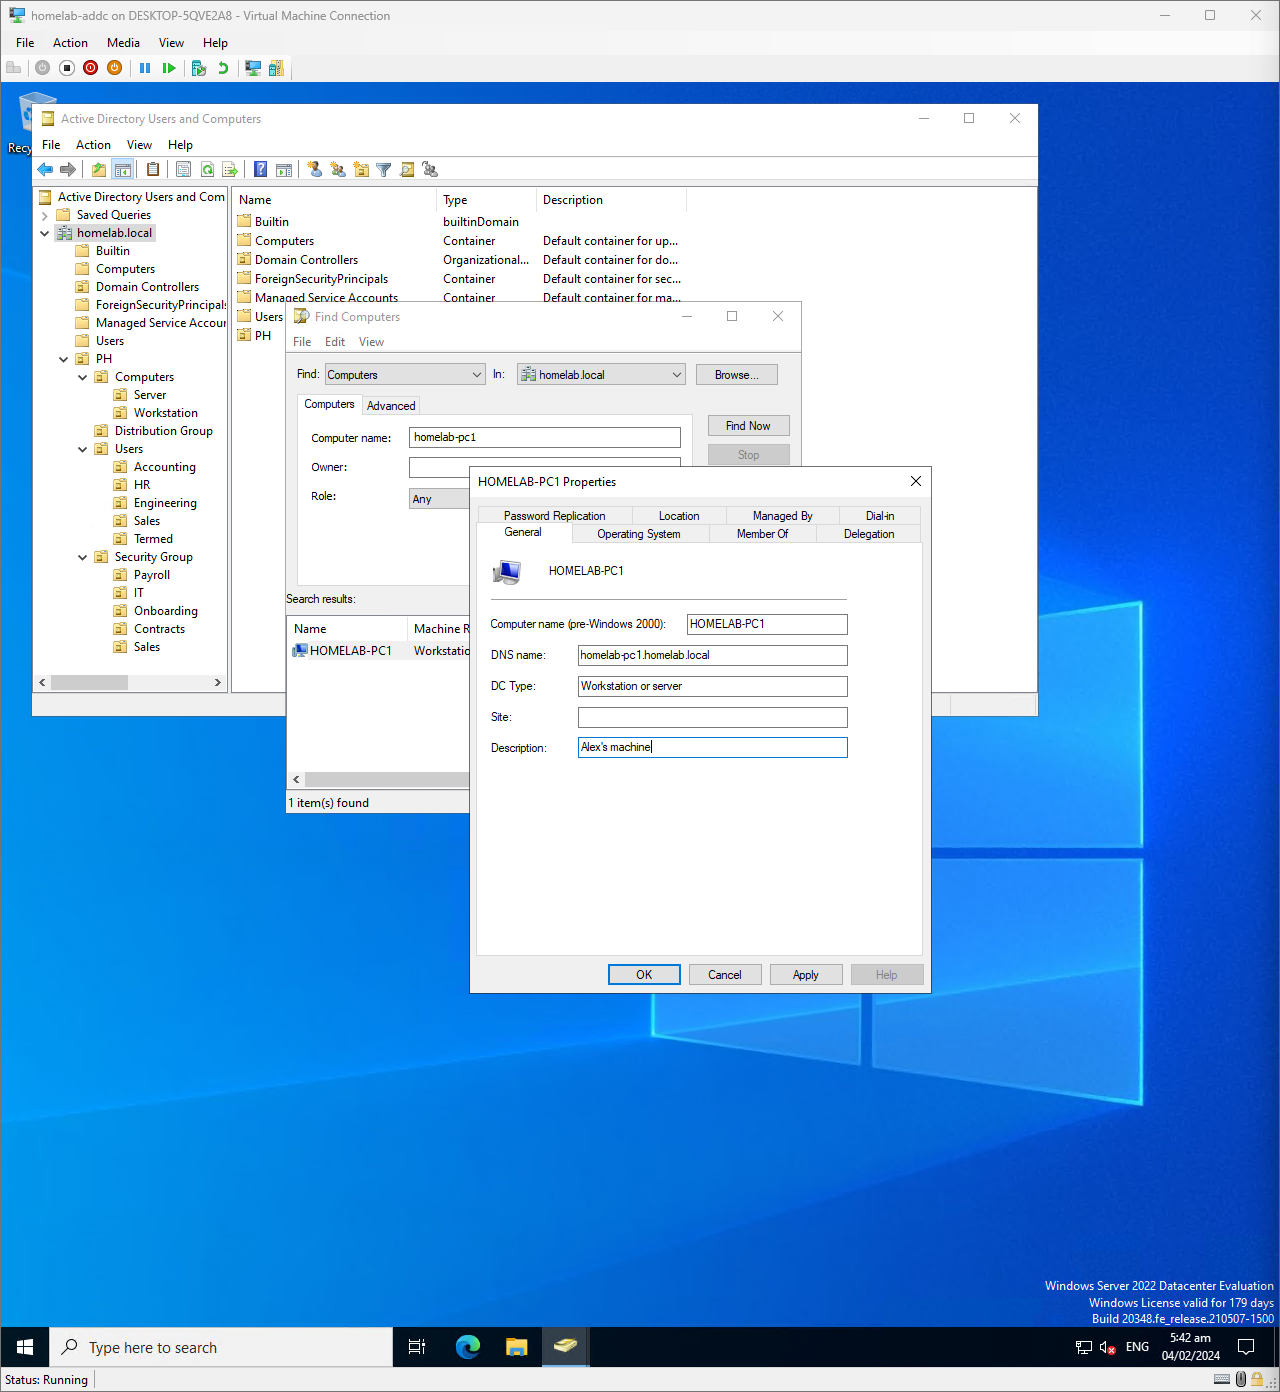 homelab-addc on DESKTOP-5QVE2A8 - Virtual Machine Connection
File Action Media View Help
Active Directory Users and Computers
File Action View Help
Active Directory Users and Com
Saved Queries
homelab.local
Builtin
Computers
Domain Controllers
ForeignSecurityPrincipals
Managed Service Accour
Users
PH
Computers
Server
Workstation
Distribution Group
Users
Accounting
HR
Engineering
Sales
Termed
Security Group
Payroll
IT
Onboarding
Contracts
Sales
Name Type Description
Builtin builtinDomain
Computers Container Default container for up...
Domain Controllers Organizational... Default container for do...
ForeignSecurityPrincipals Container Default container for sec...
Managed Service Accounts Container Default container for ma...
Users
PH
Find Computers
File Edit View
Find: Computers In: homelab.local Browse...
Computers Advanced
Computer name: homelab-pc1
Owner:
Role: Any
Find Now
Stop
Search results:
Name Machine R
HOMELAB-PC1 Workstatio
1 item(s) found
HOMELAB-PC1 Properties
Password Replication Location Managed By Dial-in
General Operating System Member Of Delegation
HOMELAB-PC1
Computer name (pre-Windows 2000): HOMELAB-PC1
DNS name: homelab-pc1.homelab.local
DC Type: Workstation or server
Site:
Description: Alex's machine
OK Cancel Apply Help
Windows Server 2022 Datacenter Evaluation
Windows License valid for 179 days
Build 20348.fe_release.210507-1500
Type here to search
ENG
5:42 am
04/02/2024
Status: Running